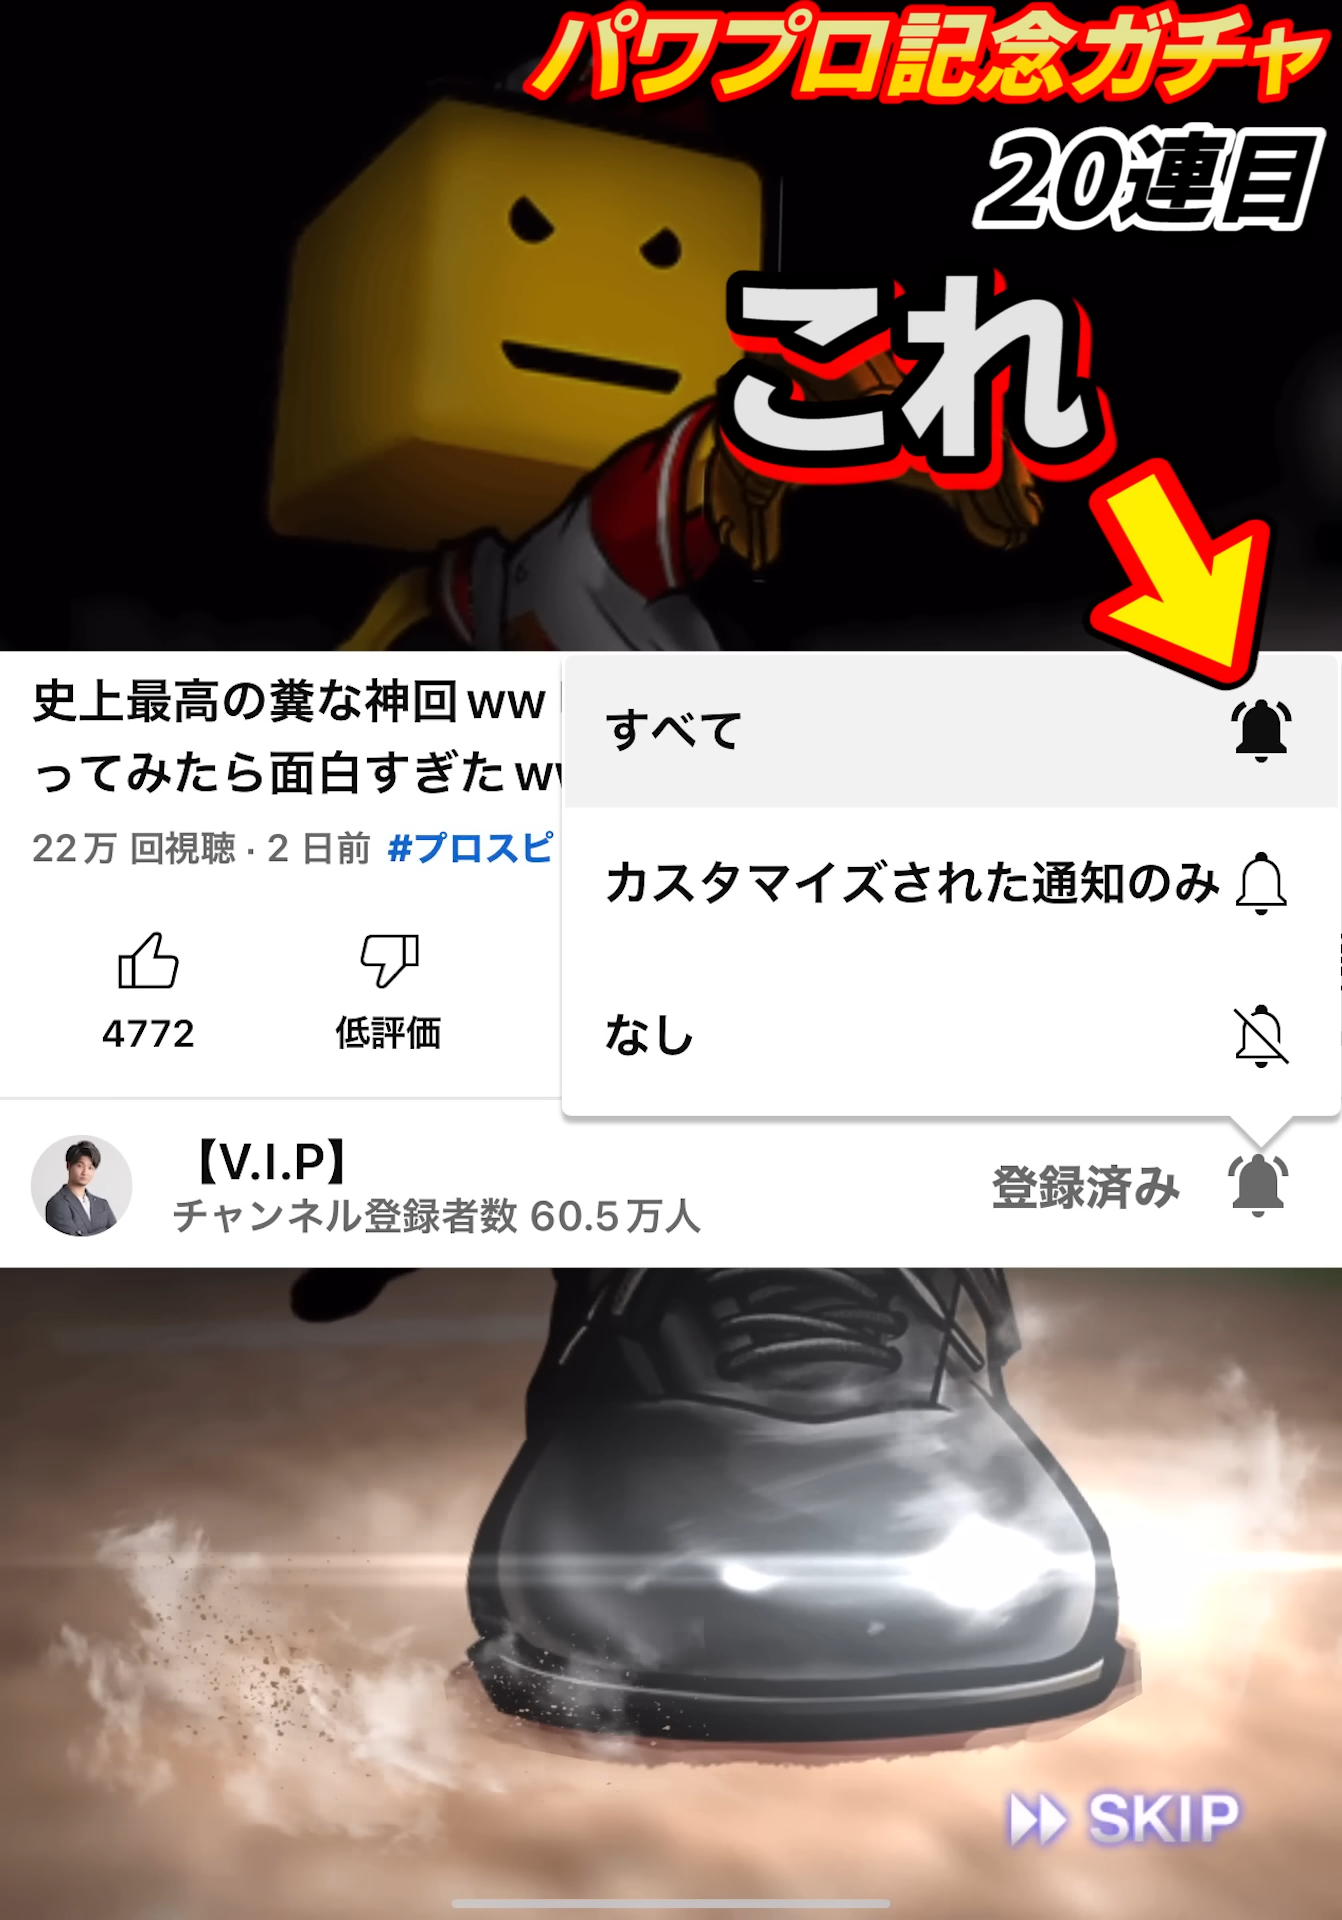 パワプロ記念ガチャ
20連目
これ
史上最高の糞な神回ww
ってみたら面白すぎたw
22万 回視聴・2 日前 #プロスピ
すべて
カスタマイズされた通知のみ
なし
4772
低評価
【V.I.P】
チャンネル登録者数 60.5万人
登録済み
SKIP